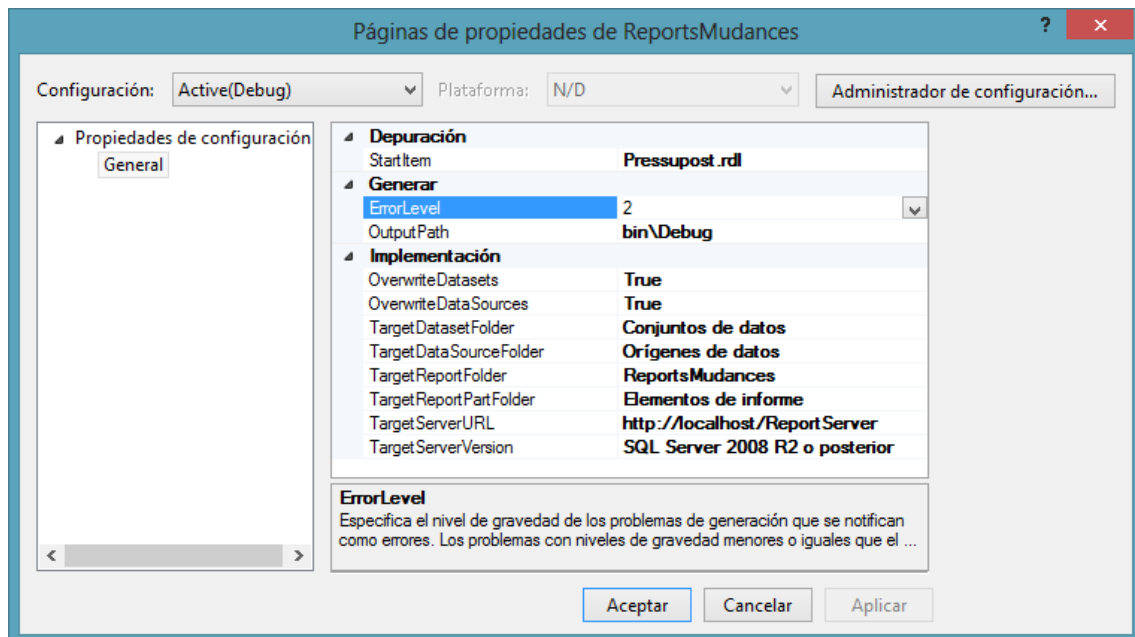 Páginas de propiedades de ReportsMudances
?
Configuración: Active(Debug) Plataforma: N/D Administrador de configuración...
Propiedades de configuración
General
Depuración
StartItem Pressupost.rdl
Generar
ErrorLevel 2
OutputPath bin\Debug
Implementación
OverwriteDatasets True
OverwriteDataSources True
TargetDatasetFolder Conjuntos de datos
TargetDataSourceFolder Orígenes de datos
TargetReportFolder ReportsMudances
TargetReportPartFolder Elementos de informe
TargetServerURL http://localhost/ReportServer
TargetServerVersion SQL Server 2008 R2 o posterior
ErrorLevel
Especifica el nivel de gravedad de los problemas de generación que se notifican
como errores. Los problemas con niveles de gravedad menores o iguales que el ...
Aceptar Cancelar Aplicar